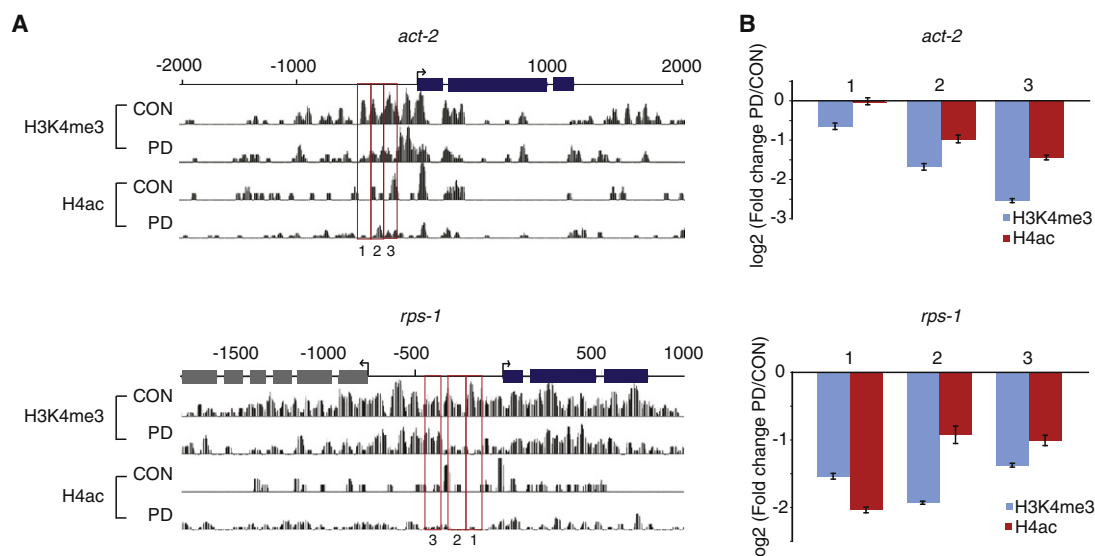 A
act-2
-2000 -1000 1000 2000
H3K4me3
CON
PD
H4ac
CON
PD
1 2 3
rps-1
-1500 -1000 -500 500 1000
H3K4me3
CON
PD
H4ac
CON
PD
3 2 1
B
act-2
1 2 3
0
-1
-2
-3
log2 (Fold change PD/CON)
H3K4me3
H4ac
rps-1
1 2 3
0
-1
-2
log2 (Fold change PD/CON)
H3K4me3
H4ac